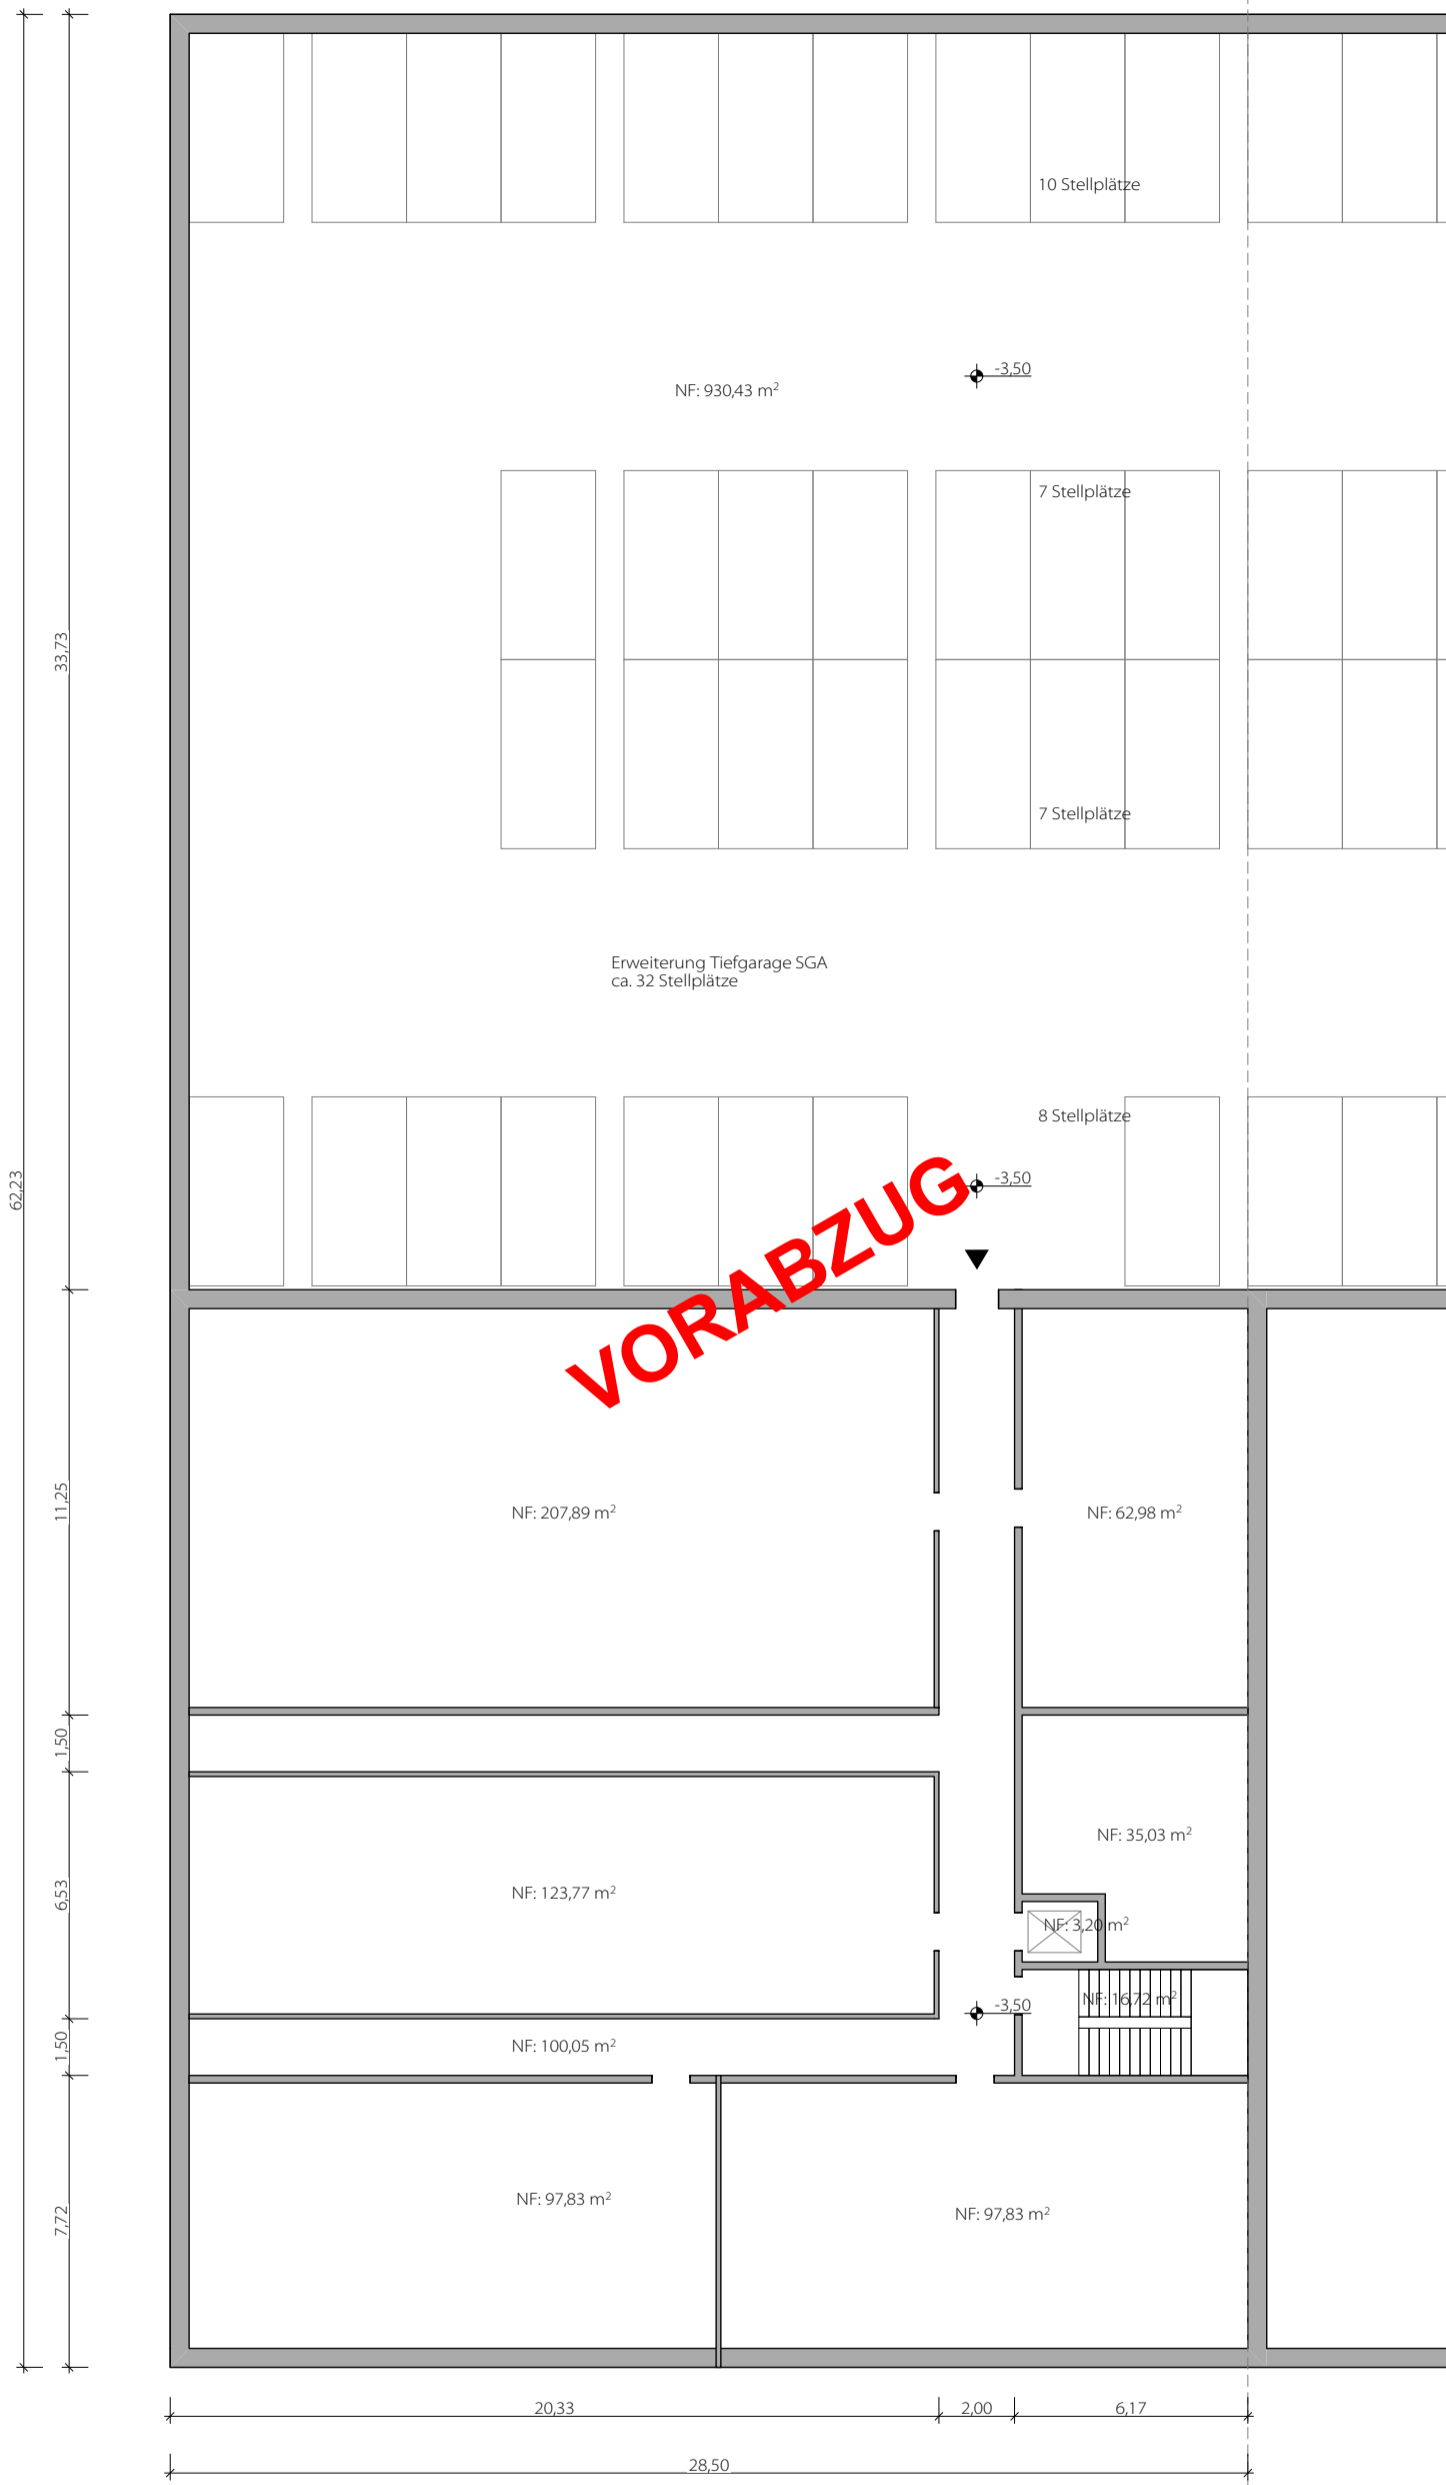 10 Stellplätze
-3,50
NF: 930,43 m²
7 Stellplätze
33,73
7 Stellplätze
Erweiterung Tiefgarage SGA
ca. 32 Stellplätze
8 Stellplätze
62,23
-3,50
VORABZUG
11,25
NF: 207,89 m²
NF: 62,98 m²
1,50
NF: 35,03 m²
6,53
NF: 123,77 m²
NF: 3,20 m²
NF: 16,72 m²
-3,50
1,50
NF: 100,05 m²
7,72
NF: 97,83 m²
NF: 97,83 m²
20,33
2,00
6,17
28,50